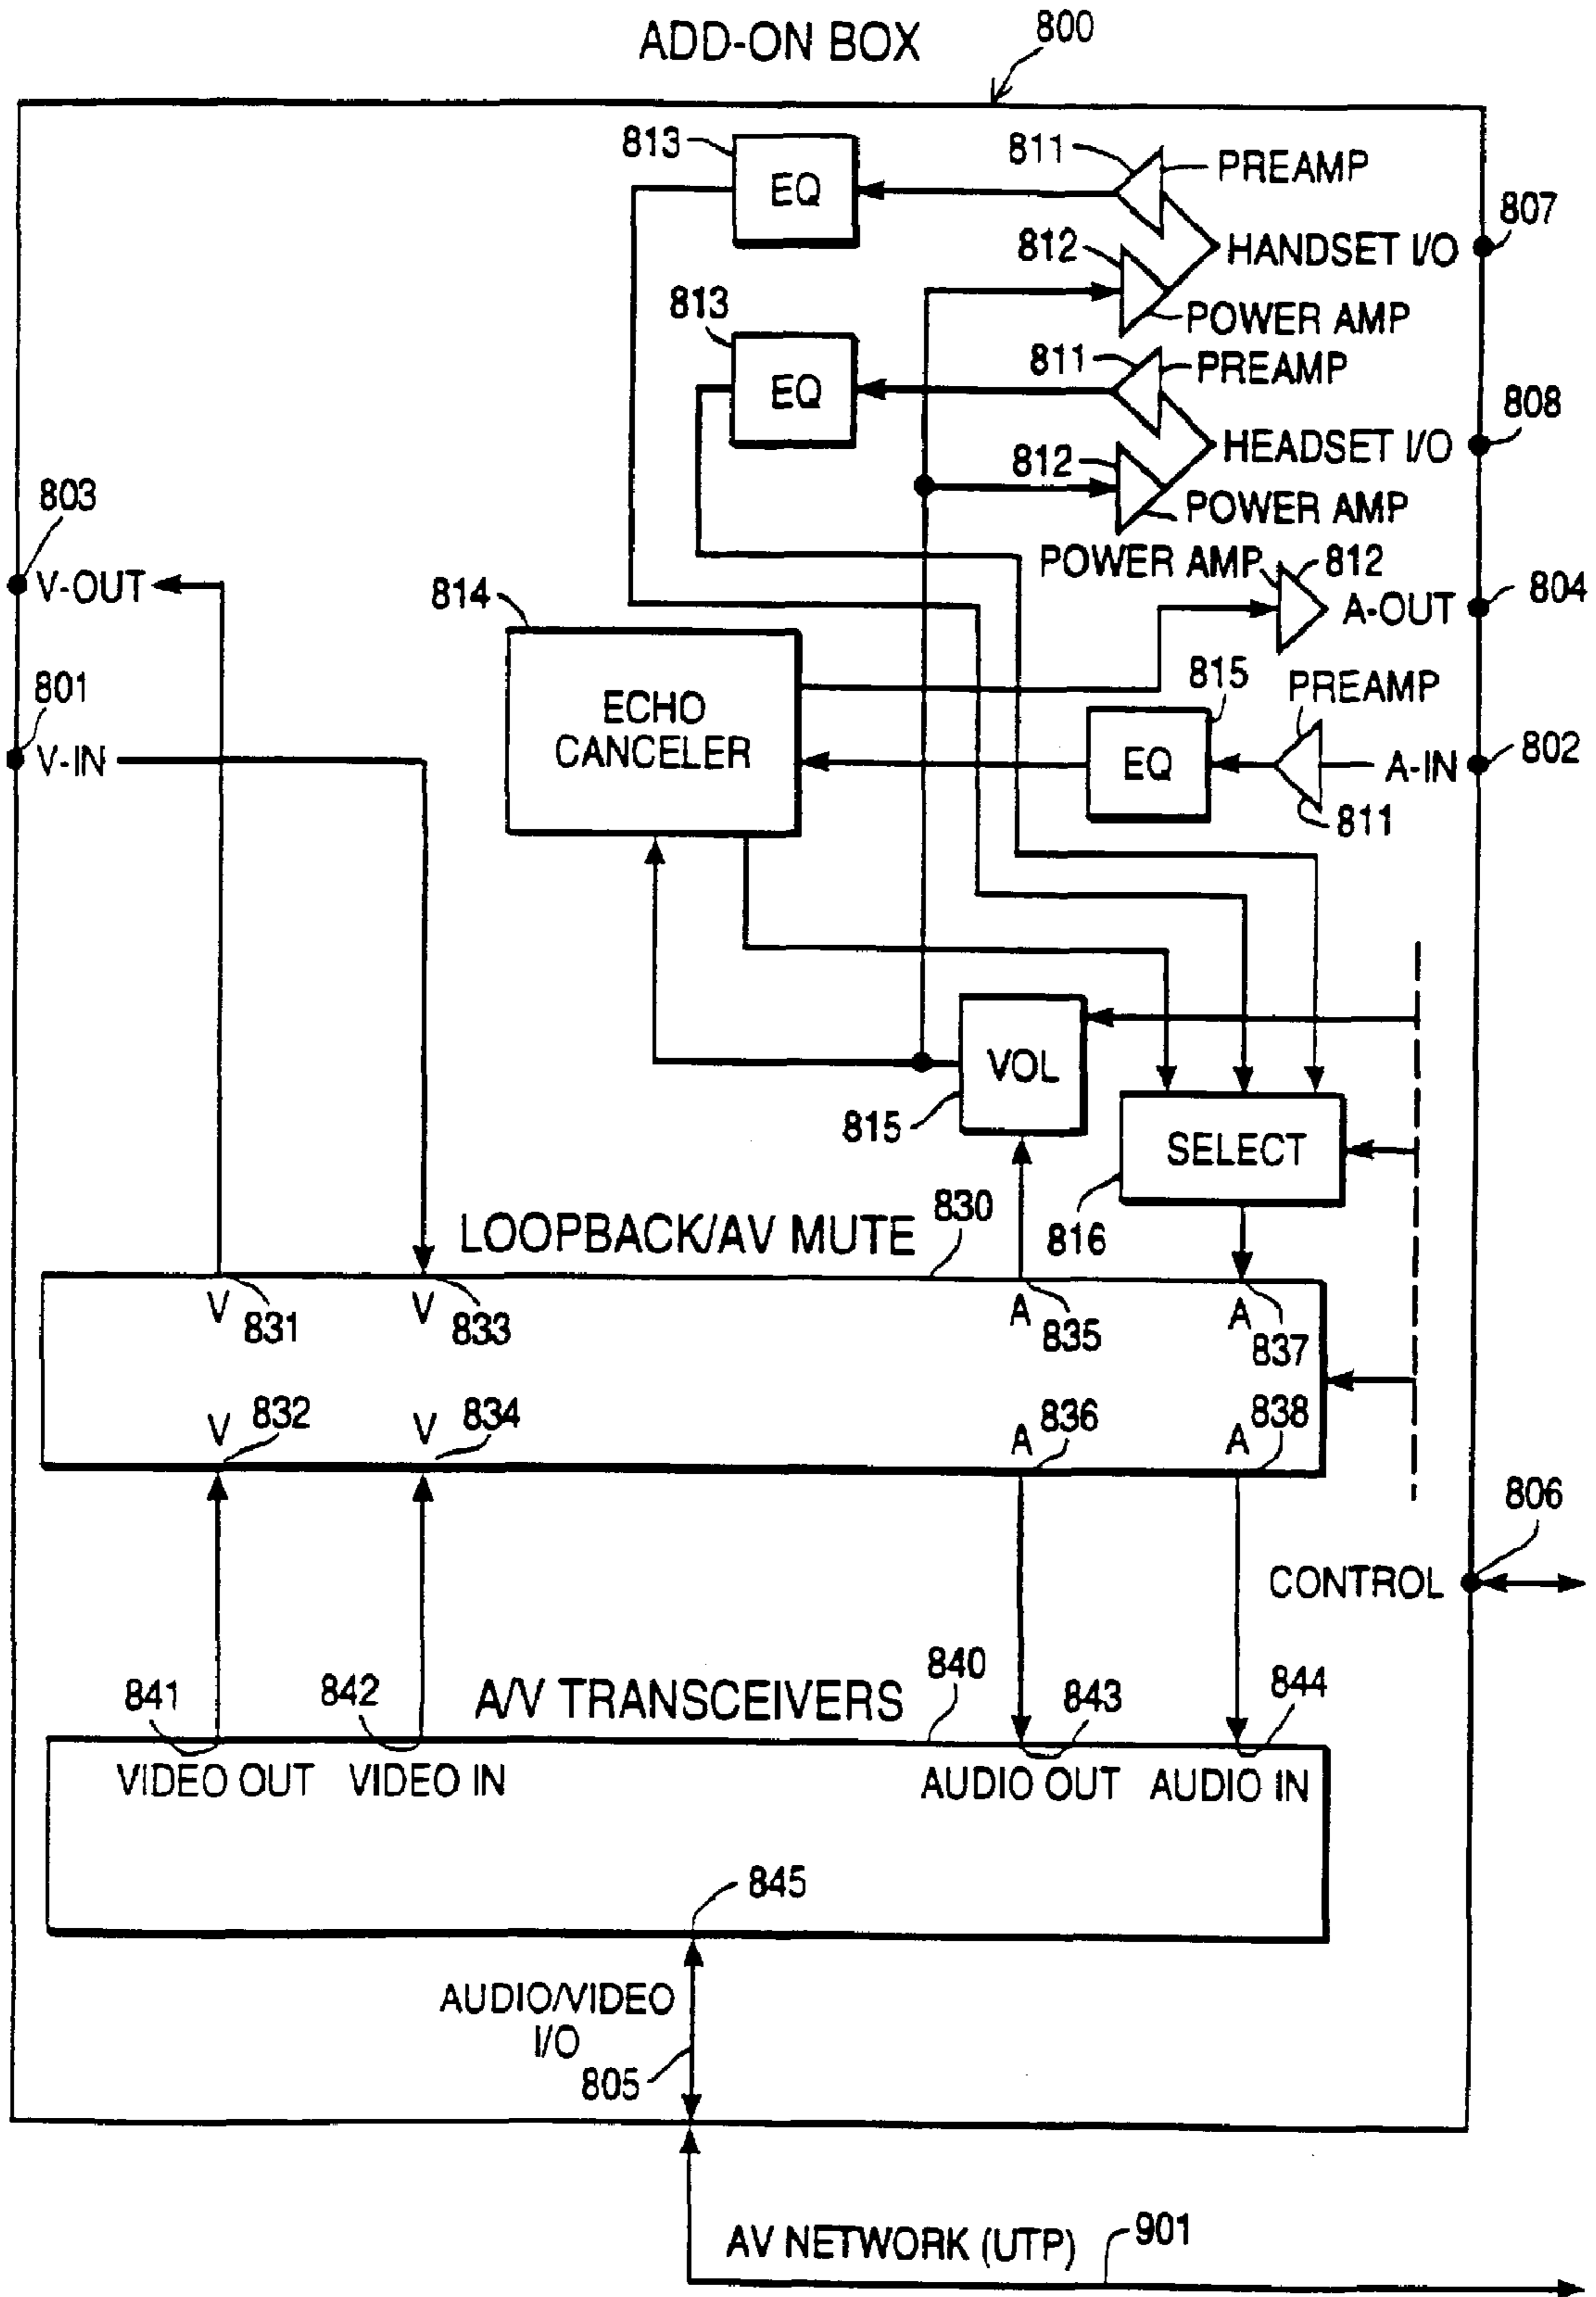 ADD-ON BOX
800
813
EQ
811
PREAMP
807
812
HANDSET I/O
POWER AMP
813
EQ
811
PREAMP
808
812
HEADSET I/O
POWER AMP
803
V-OUT
POWER AMP
812
804
A-OUT
814
801
V-IN
ECHO
CANCELER
815
PREAMP
EQ
A-IN
802
811
VOL
815
SELECT
816
LOOPBACK/AV MUTE
830
V
831
V
833
A
835
A
837
V
832
V
834
A
836
A
838
806
CONTROL
A/V TRANSCEIVERS
840
841
842
843
844
VIDEO OUT
VIDEO IN
AUDIO OUT
AUDIO IN
845
AUDIO/VIDEO
I/O
805
AV NETWORK (UTP)
901